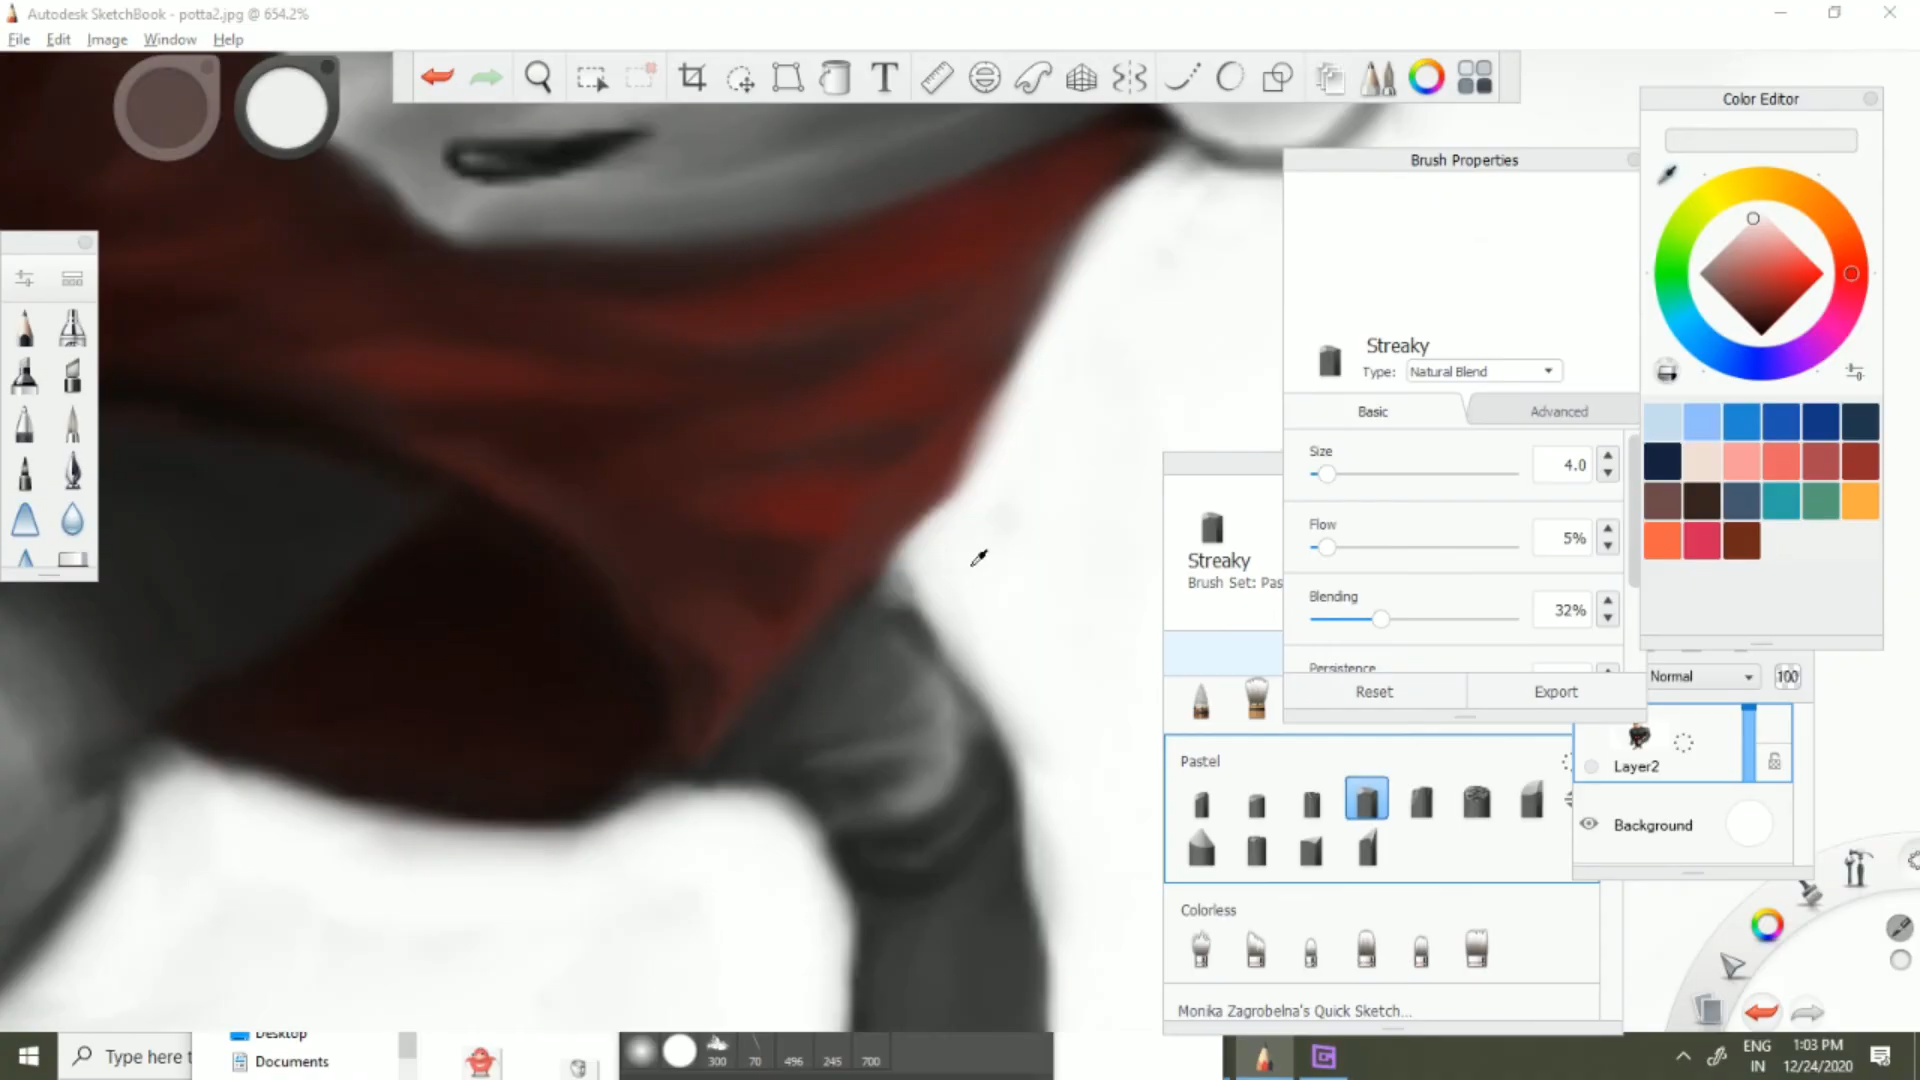 Autodesk SketchBook - potta2.jpg @ 654.2%
File Edit Image Window Help
T
Color Editor
Brush Properties
Streaky
Type: Natural Blend
Basic Advanced
Size 4.0
Flow 5%
Blending 32%
Persistence
Reset Export
Streaky
Brush Set: Pas
Normal 100
Layer2
Background
Pastel
Colorless
Monika Zagrobelna's Quick Sketch...
Type here t
Desktop
Documents
300 70 496 245 700
ENG
IN
1:03 PM
12/24/2020